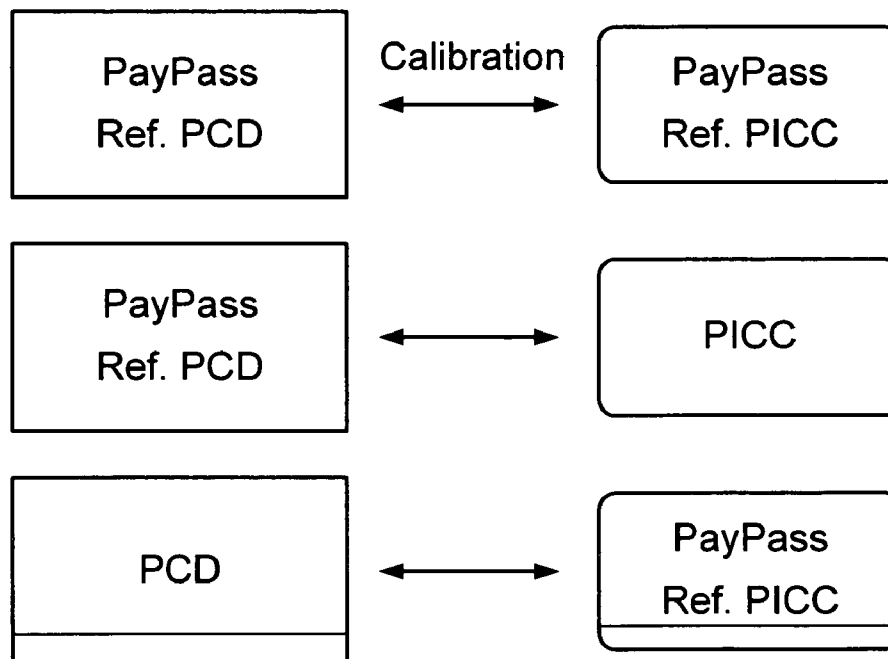 PayPass
Ref. PCD
Calibration
PayPass
Ref. PICC
PayPass
Ref. PCD
PICC
PCD
PayPass
Ref. PICC